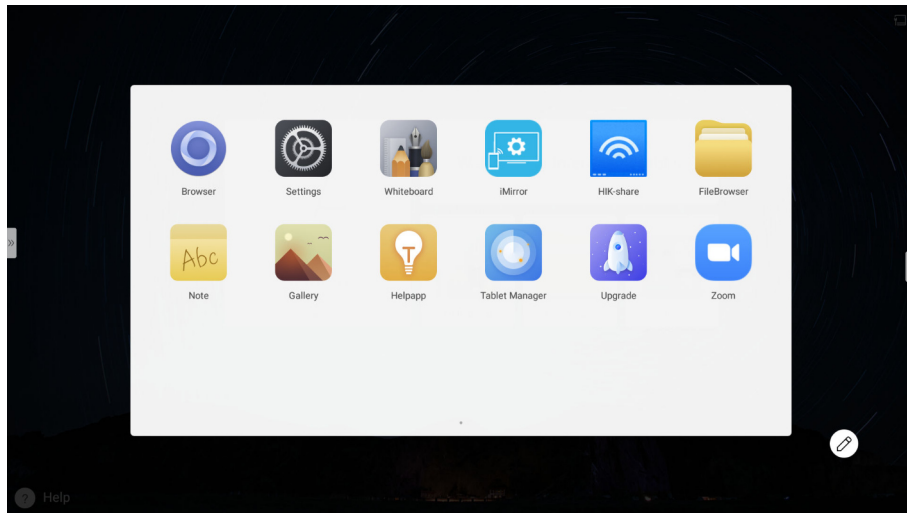 Browser Settings Whiteboard iMirror HIK-share FileBrowser
Abc
Note Gallery Helpapp Tablet Manager Upgrade Zoom
? Help